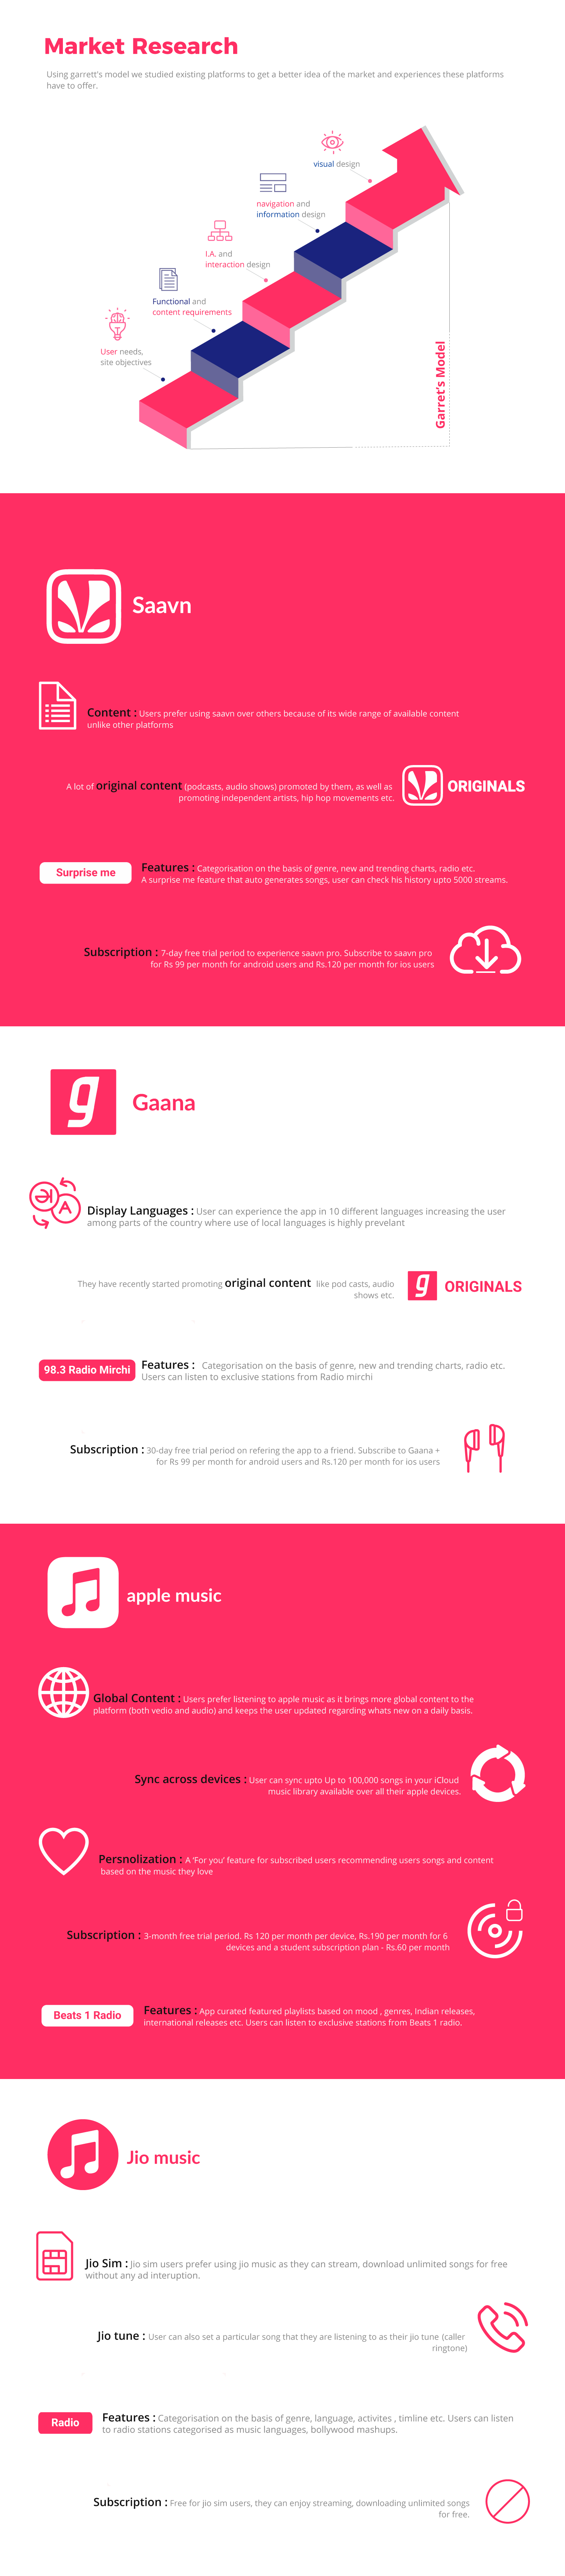 Market Research
Using garrett's model we studied existing platforms to get a better idea of the market and experiences these platforms
have to offer.
visual design
navigation and
information design
I.A. and
interaction design
Functional and
content requirements
User needs,
site objectives
Garret's Model
Saavn
Content : Users prefer using saavn over others because of its wide range of available content
unlike other platforms
A lot of original content (podcasts, audio shows) promoted by them, as well as
promoting independent artists, hip hop movements etc.
ORIGINALS
Surprise me
Features : Categorisation on the basis of genre, new and trending charts, radio etc.
A surprise me feature that auto generates songs, user can check his history upto 5000 streams.
Subscription : 7-day free trial period to experience saavn pro. Subscribe to saavn pro
for Rs 99 per month for android users and Rs.120 per month for ios users
g
Gaana
A
Display Languages : User can experience the app in 10 different languages increasing the user
among parts of the country where use of local languages is highly prevelant
They have recently started promoting original content like pod casts, audio
shows etc.
g ORIGINALS
98.3 Radio Mirchi
Features : Categorisation on the basis of genre, new and trending charts, radio etc.
Users can listen to exclusive stations from Radio mirchi
Subscription : 30-day free trial period on refering the app to a friend. Subscribe to Gaana +
for Rs 99 per month for android users and Rs.120 per month for ios users
apple music
Global Content : Users prefer listening to apple music as it brings more global content to the
platform (both vedio and audio) and keeps the user updated regarding whats new on a daily basis.
Sync across devices : User can sync upto Up to 100,000 songs in your iCloud
music library available over all their apple devices.
Persnolization : A 'For you' feature for subscribed users recommending users songs and content
based on the music they love
Subscription : 3-month free trial period. Rs 120 per month per device, Rs.190 per month for 6
devices and a student subscription plan - Rs.60 per month
Beats 1 Radio
Features : App curated featured playlists based on mood , genres, Indian releases,
international releases etc. Users can listen to exclusive stations from Beats 1 radio.
Jio music
Jio Sim : Jio sim users prefer using jio music as they can stream, download unlimited songs for free
without any ad interuption.
Jio tune : User can also set a particular song that they are listening to as their jio tune (caller
ringtone)
Radio
Features : Categorisation on the basis of genre, language, activites , timline etc. Users can listen
to radio stations categorised as music languages, bollywood mashups.
Subscription : Free for jio sim users, they can enjoy streaming, downloading unlimited songs
for free.